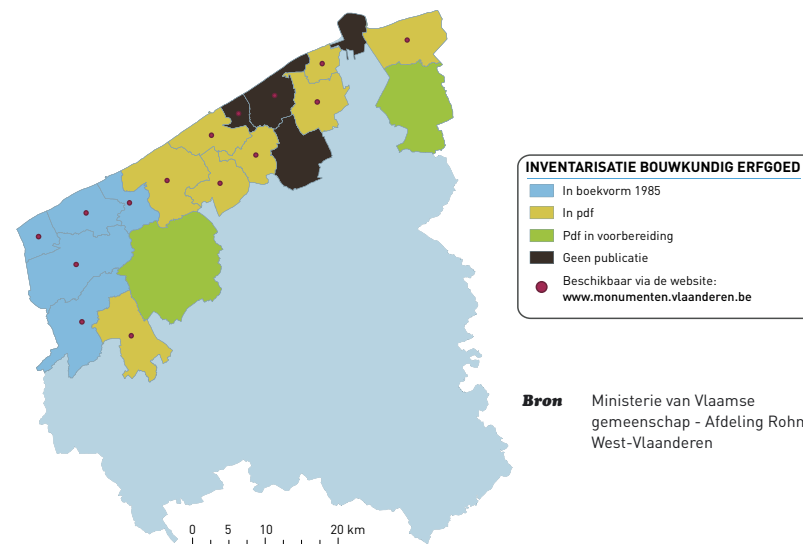 INVENTARISATIE BOUWKUNDIG ERFGOED
In boekvorm 1985
In pdf
Pdf in voorbereiding
Geen publicatie
Beschikbaar via de website:
www.monumenten.vlaanderen.be
Bron Ministerie van Vlaamse
gemeenschap - Afdeling Rohm
West-Vlaanderen
0 5 10 20 km